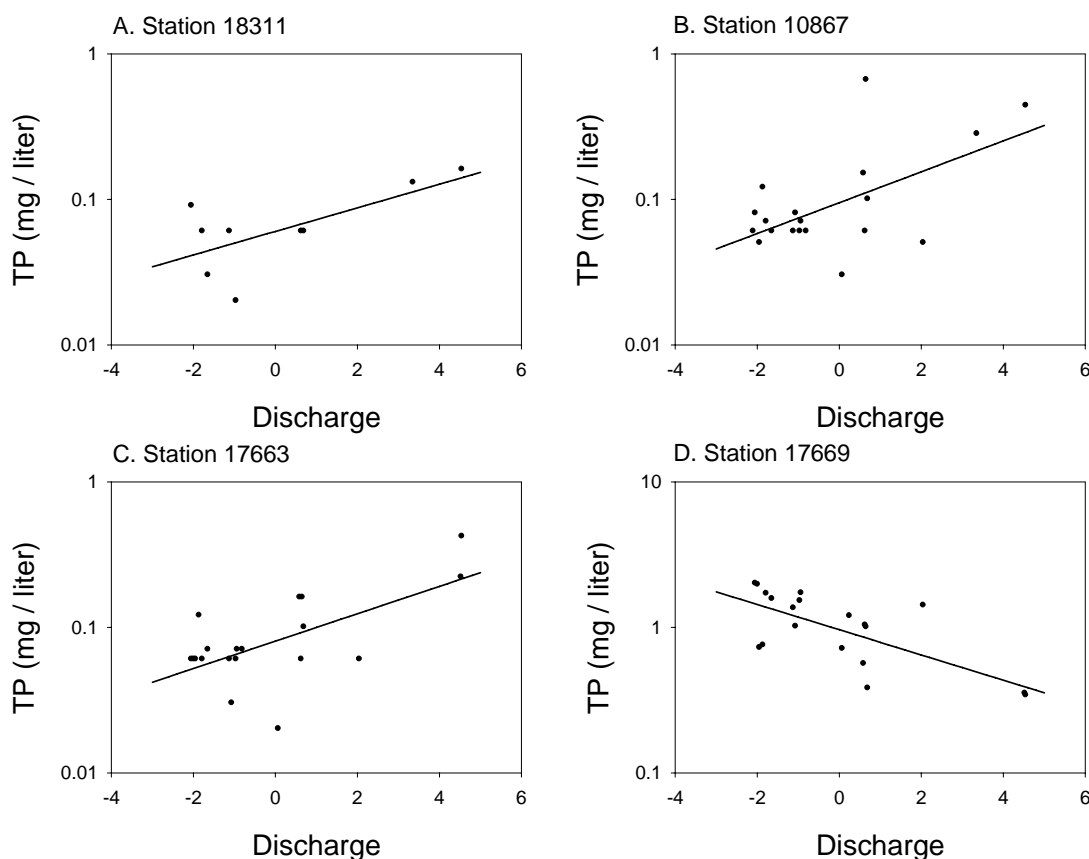 A. Station 18311
TP (mg / liter)
1
0.1
0.01
-4 -2 0 2 4 6
Discharge
B. Station 10867
TP (mg / liter)
1
0.1
0.01
-4 -2 0 2 4 6
Discharge
C. Station 17663
TP (mg / liter)
1
0.1
0.01
-4 -2 0 2 4 6
Discharge
D. Station 17669
TP (mg / liter)
10
1
0.1
-4 -2 0 2 4 6
Discharge